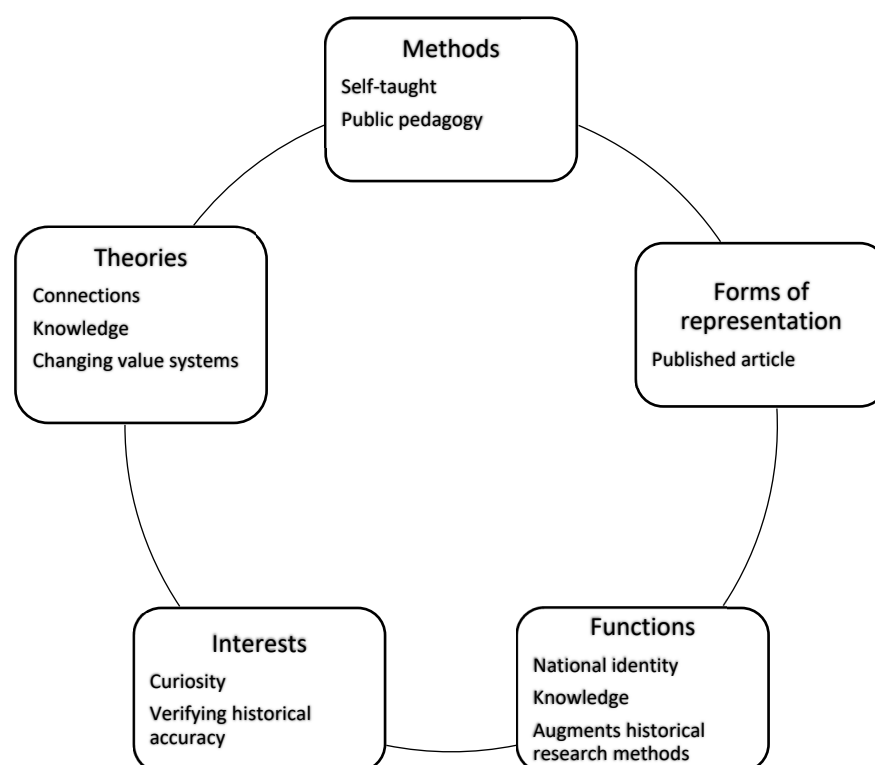 Methods
Self-taught
Public pedagogy
Theories
Connections
Knowledge
Changing value systems
Forms of
representation
Published article
Interests
Curiosity
Verifying historical
accuracy
Functions
National identity
Knowledge
Augments historical
research methods